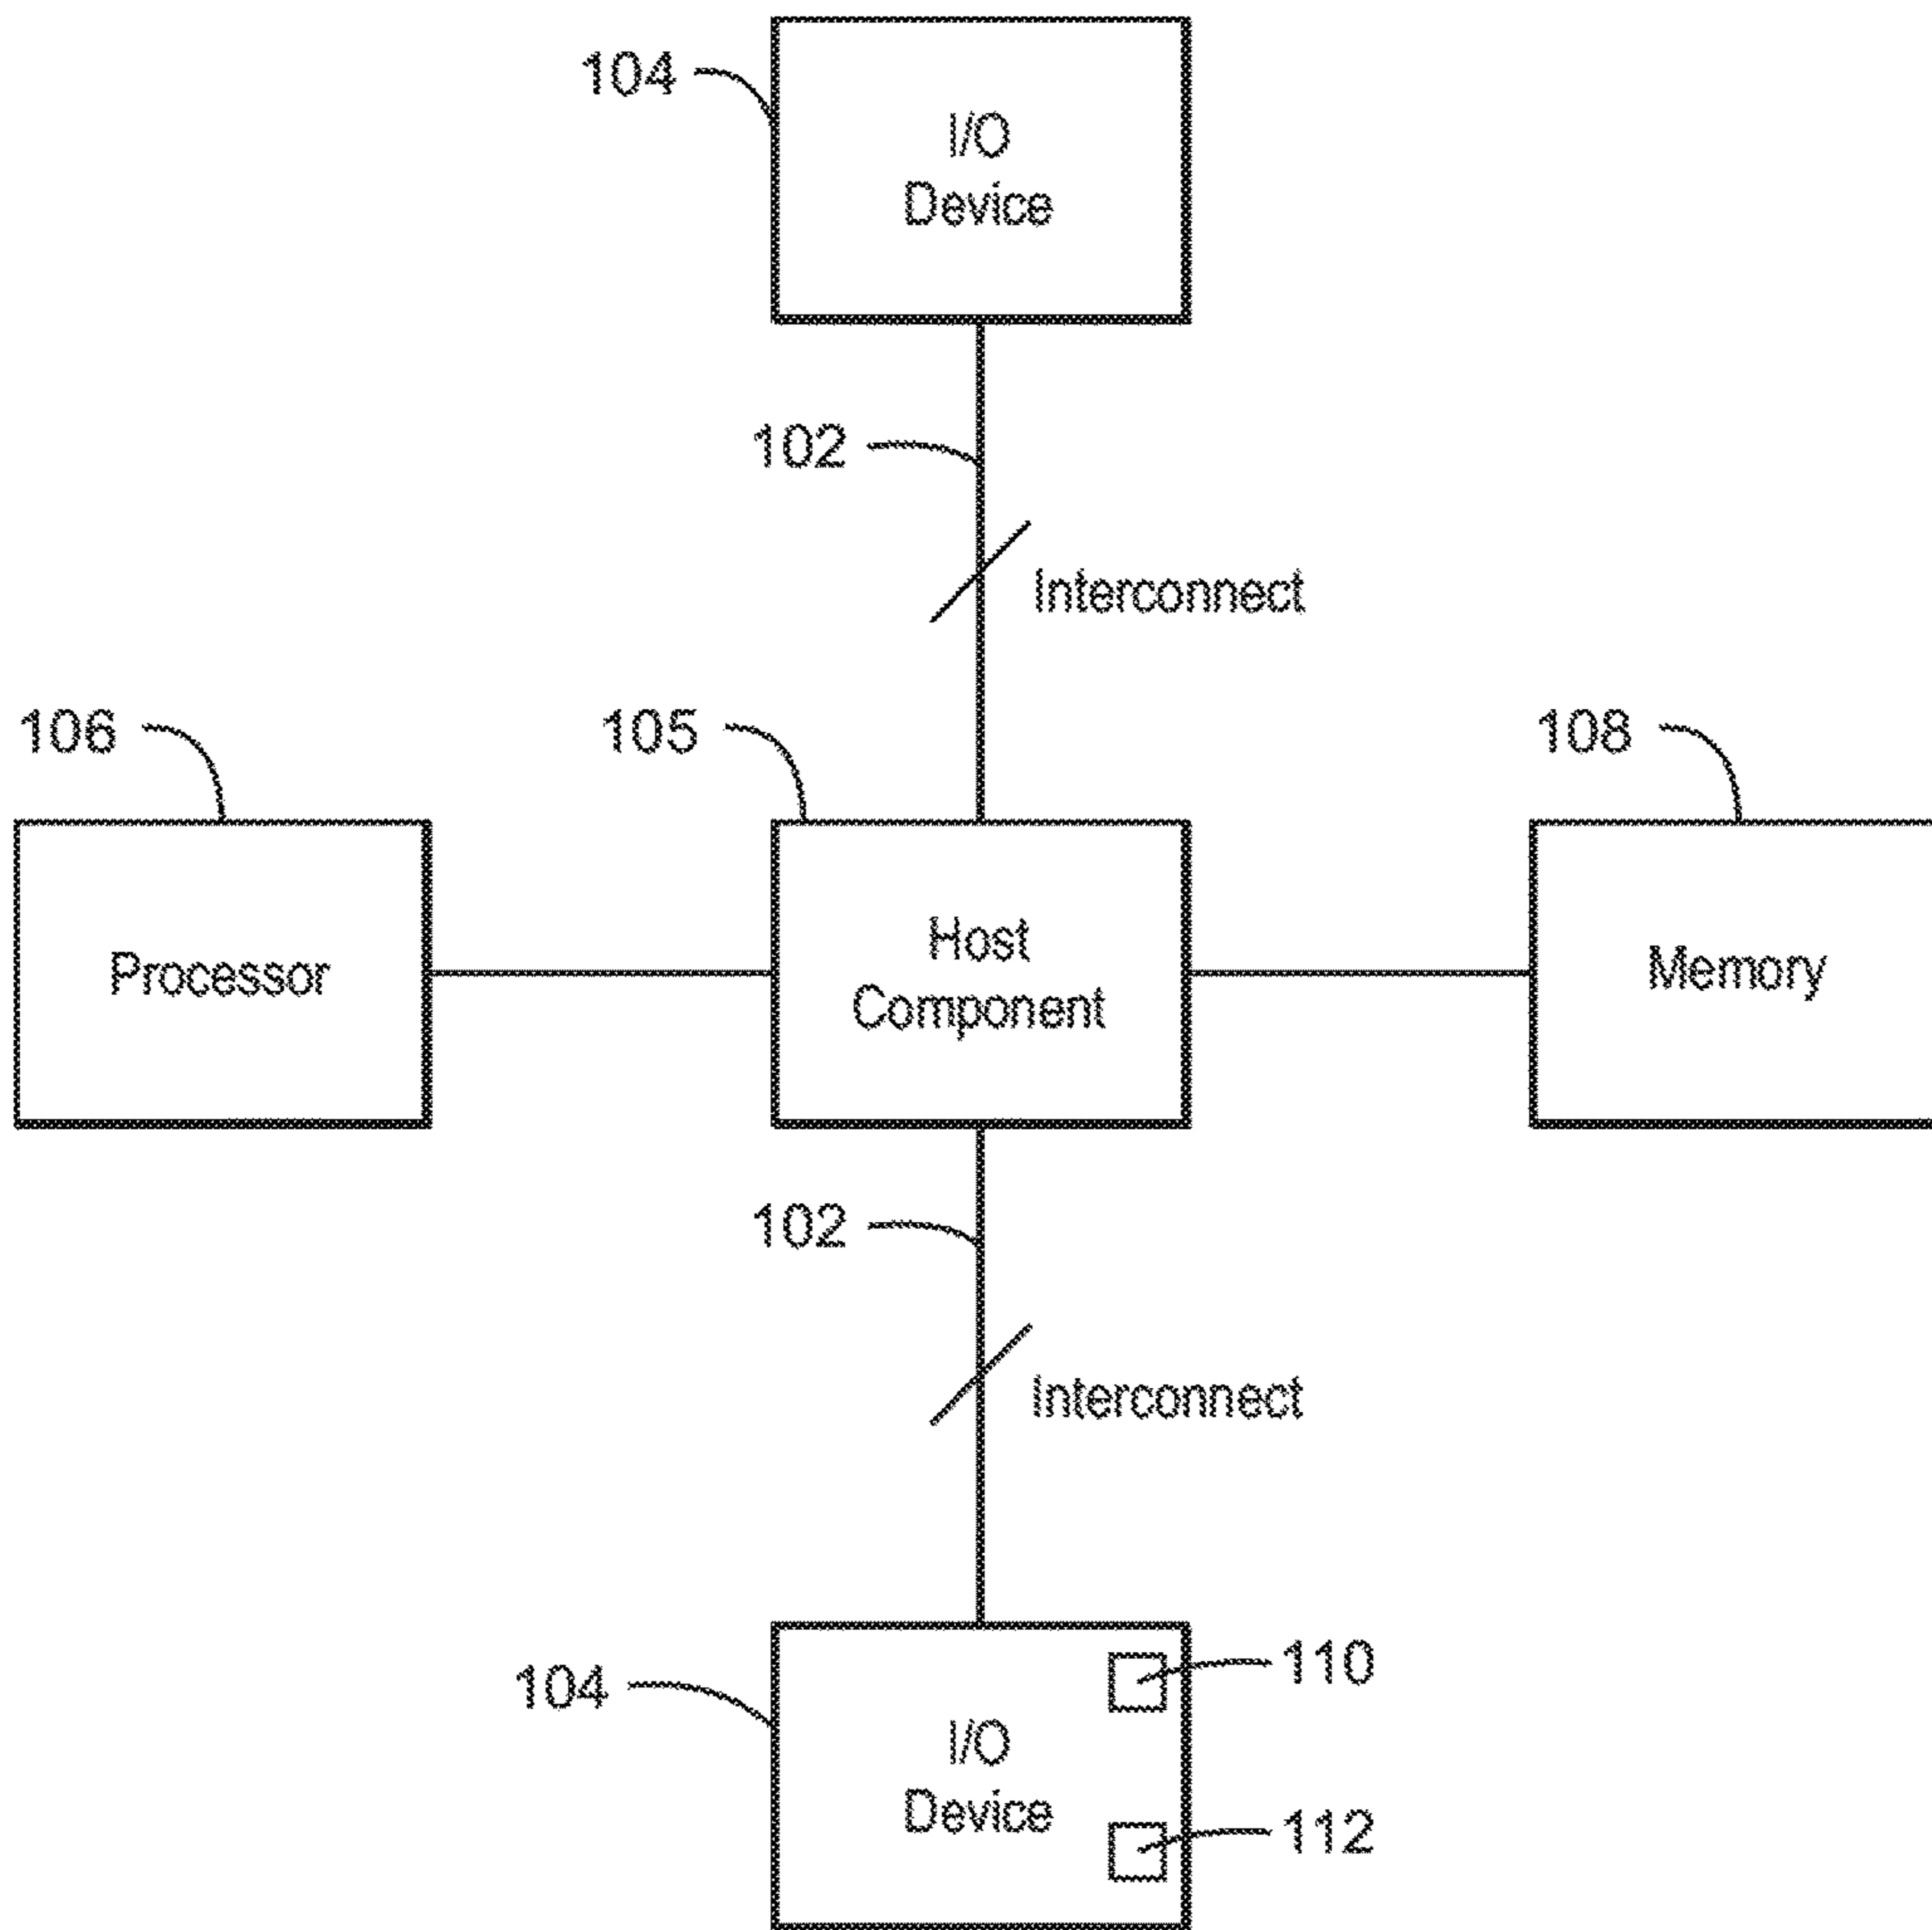 104
I/O
Device
102
Interconnect
106
105
108
Processor
Host
Component
Memory
102
Interconnect
104
I/O
Device
110
112